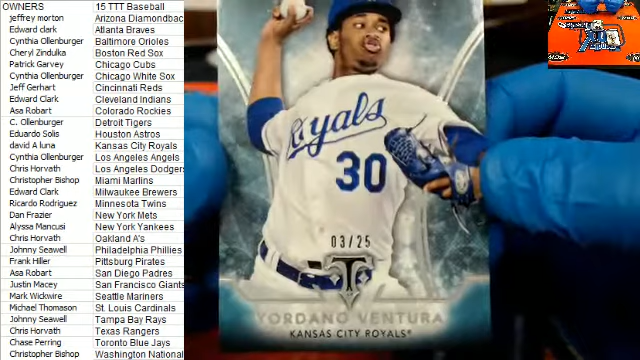 OWNERS 15 TTT Baseball
jeffrey morton Arizona Diamondbac
Edward clark Atlanta Braves
Cynthia Ollenburger Baltimore Orioles
Cheryl Zindulka Boston Red Sox
Patrick Garvey Chicago Cubs
Cynthia Ollenburger Chicago White Sox
Jeff Gerhart Cincinnati Reds
Edward Clark Cleveland Indians
Asa Robart Colorado Rockies
C. Ollenburger Detroit Tigers
Eduardo Solis Houston Astros
david A luna Kansas City Royals
Cynthia Ollenburger Los Angeles Angels
Chris Horvath Los Angeles Dodgers
Christopher Bishop Miami Marlins
Edward Clark Milwaukee Brewers
Ricardo Rodriguez Minnesota Twins
Dan Frazier New York Mets
Alyssa Mancusi New York Yankees
Chris Horvath Oakland A's
Johnny Seawell Philadelphia Phillies
Frank Hiller Pittsburg Pirates
Asa Robart San Diego Padres
Justin Macey San Francisco Giants
Mark Widkwire Seattle Mariners
Michael Thomason St. Louis Cardinals
Johnny Seawell Tampa Bay Rays
Chris Horvath Texas Rangers
Chase Perring Toronto Blue Jays
Christopher Bishop Washington National
Royals
30
03/25
YORDANO VENTURA
KANSAS CITY ROYALS®